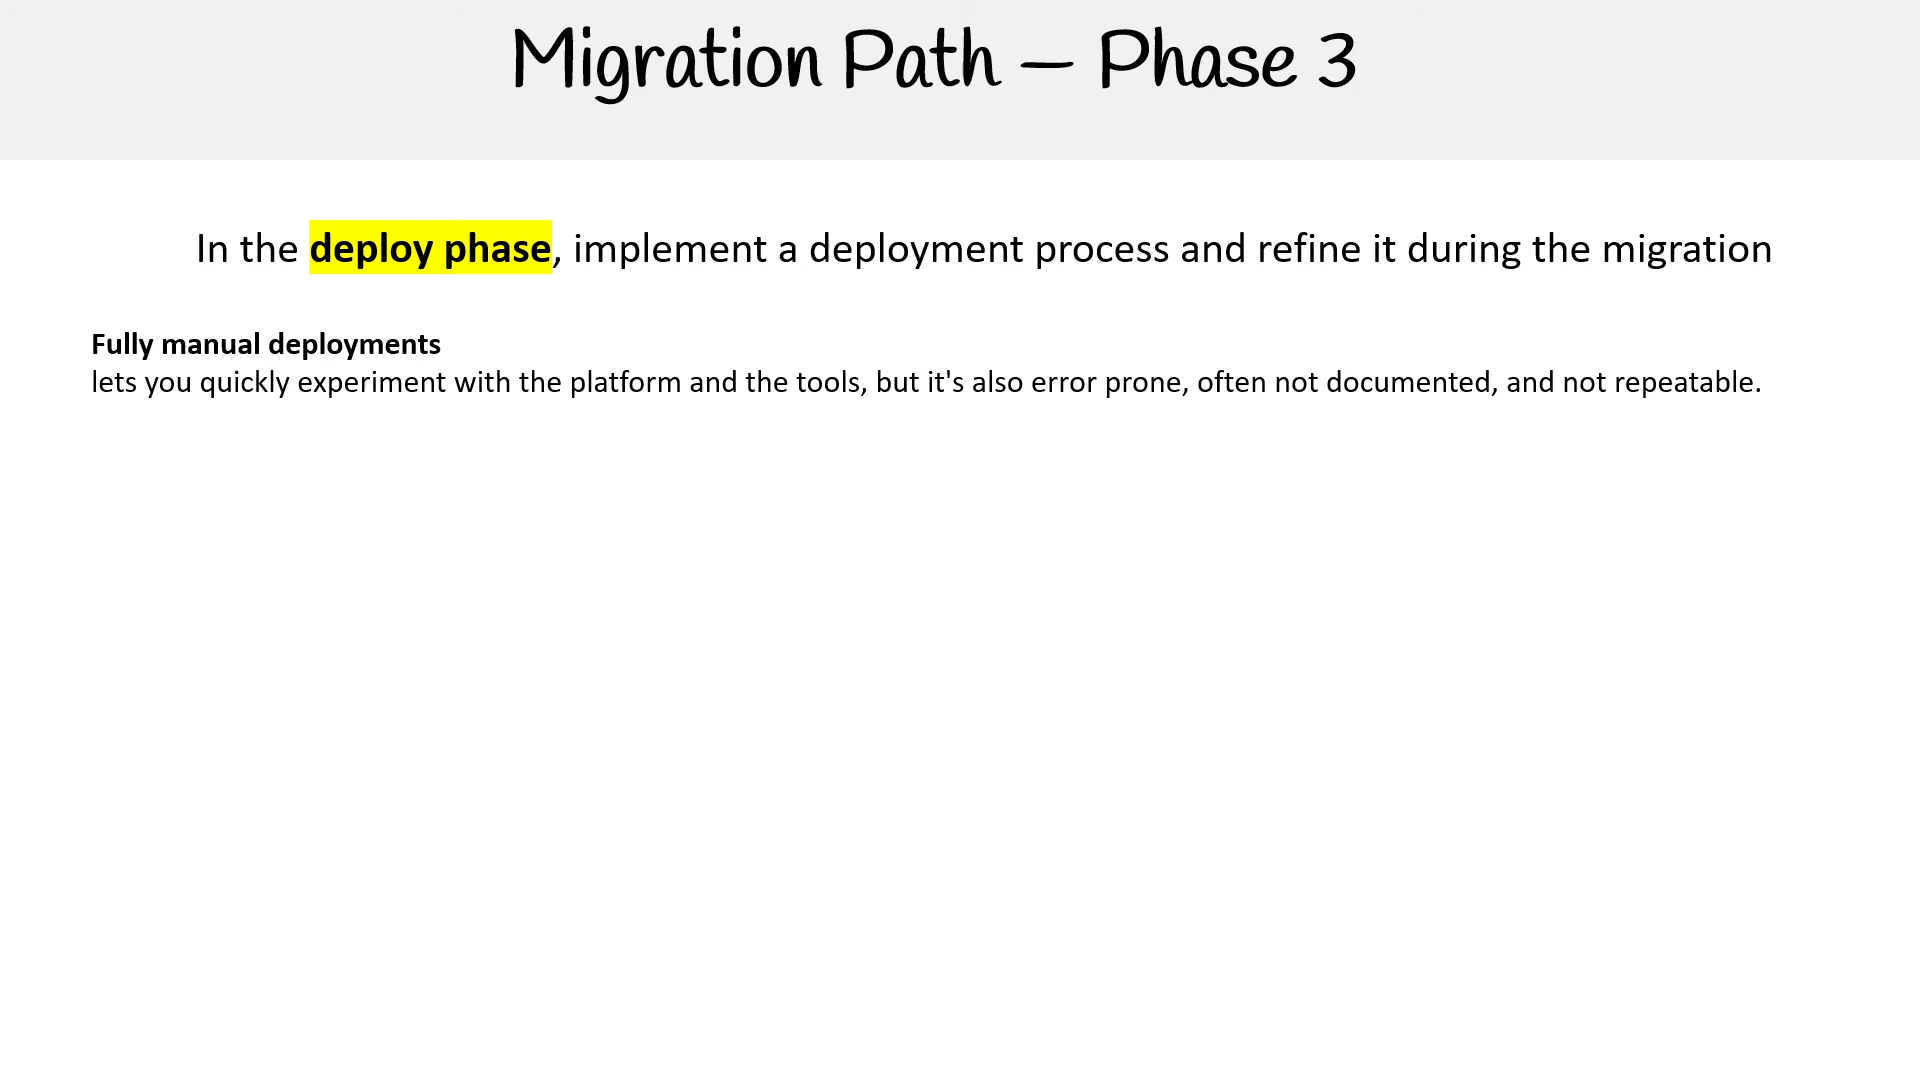 Migration Path – Phase 3
In the deploy phase, implement a deployment process and refine it during the migration
Fully manual deployments
lets you quickly experiment with the platform and the tools, but it's also error prone, often not documented, and not repeatable.